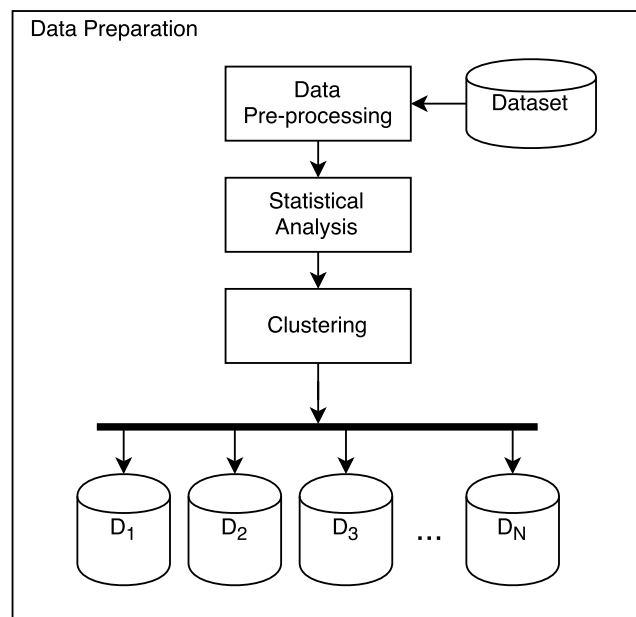 Data Preparation
Data
Pre-processing
Dataset
Statistical
Analysis
Clustering
D1
D2
D3
...
DN